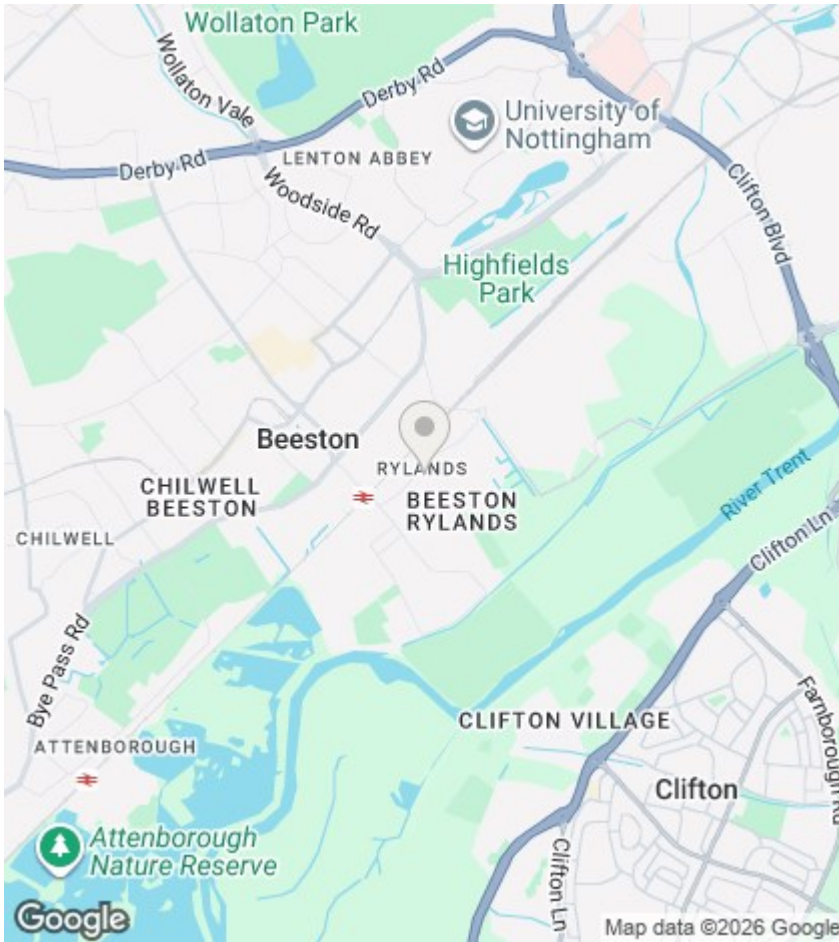 Wollaton Park
Wollaton Vale
Derby Rd
University of
Nottingham
Derby Rd
LENTON ABBEY
Woodside Rd
Clifton Blvd
Highfields
Park
Beeston
RYLANDS
CHILWELL
BEESTON
BEESTON
RYLANDS
River Trent
CHILWELL
Clifton Ln
Bye Pass Rd
CLIFTON VILLAGE
Farnborough Rd
ATTENBOROUGH
Clifton
Attenborough
Nature Reserve
Clifton Ln
Google
Map data ©2026 Google